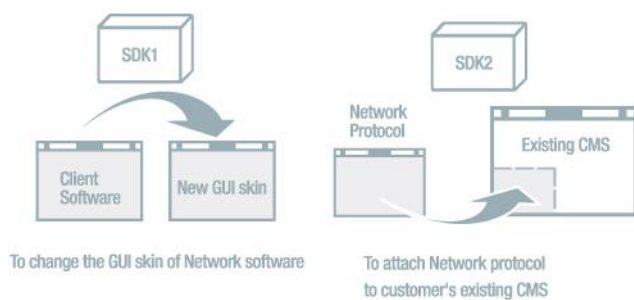 SDK1
Client
Software
New GUI skin
To change the GUI skin of Network software
SDK2
Network
Protocol
Existing CMS
To attach Network protocol
to customer's existing CMS